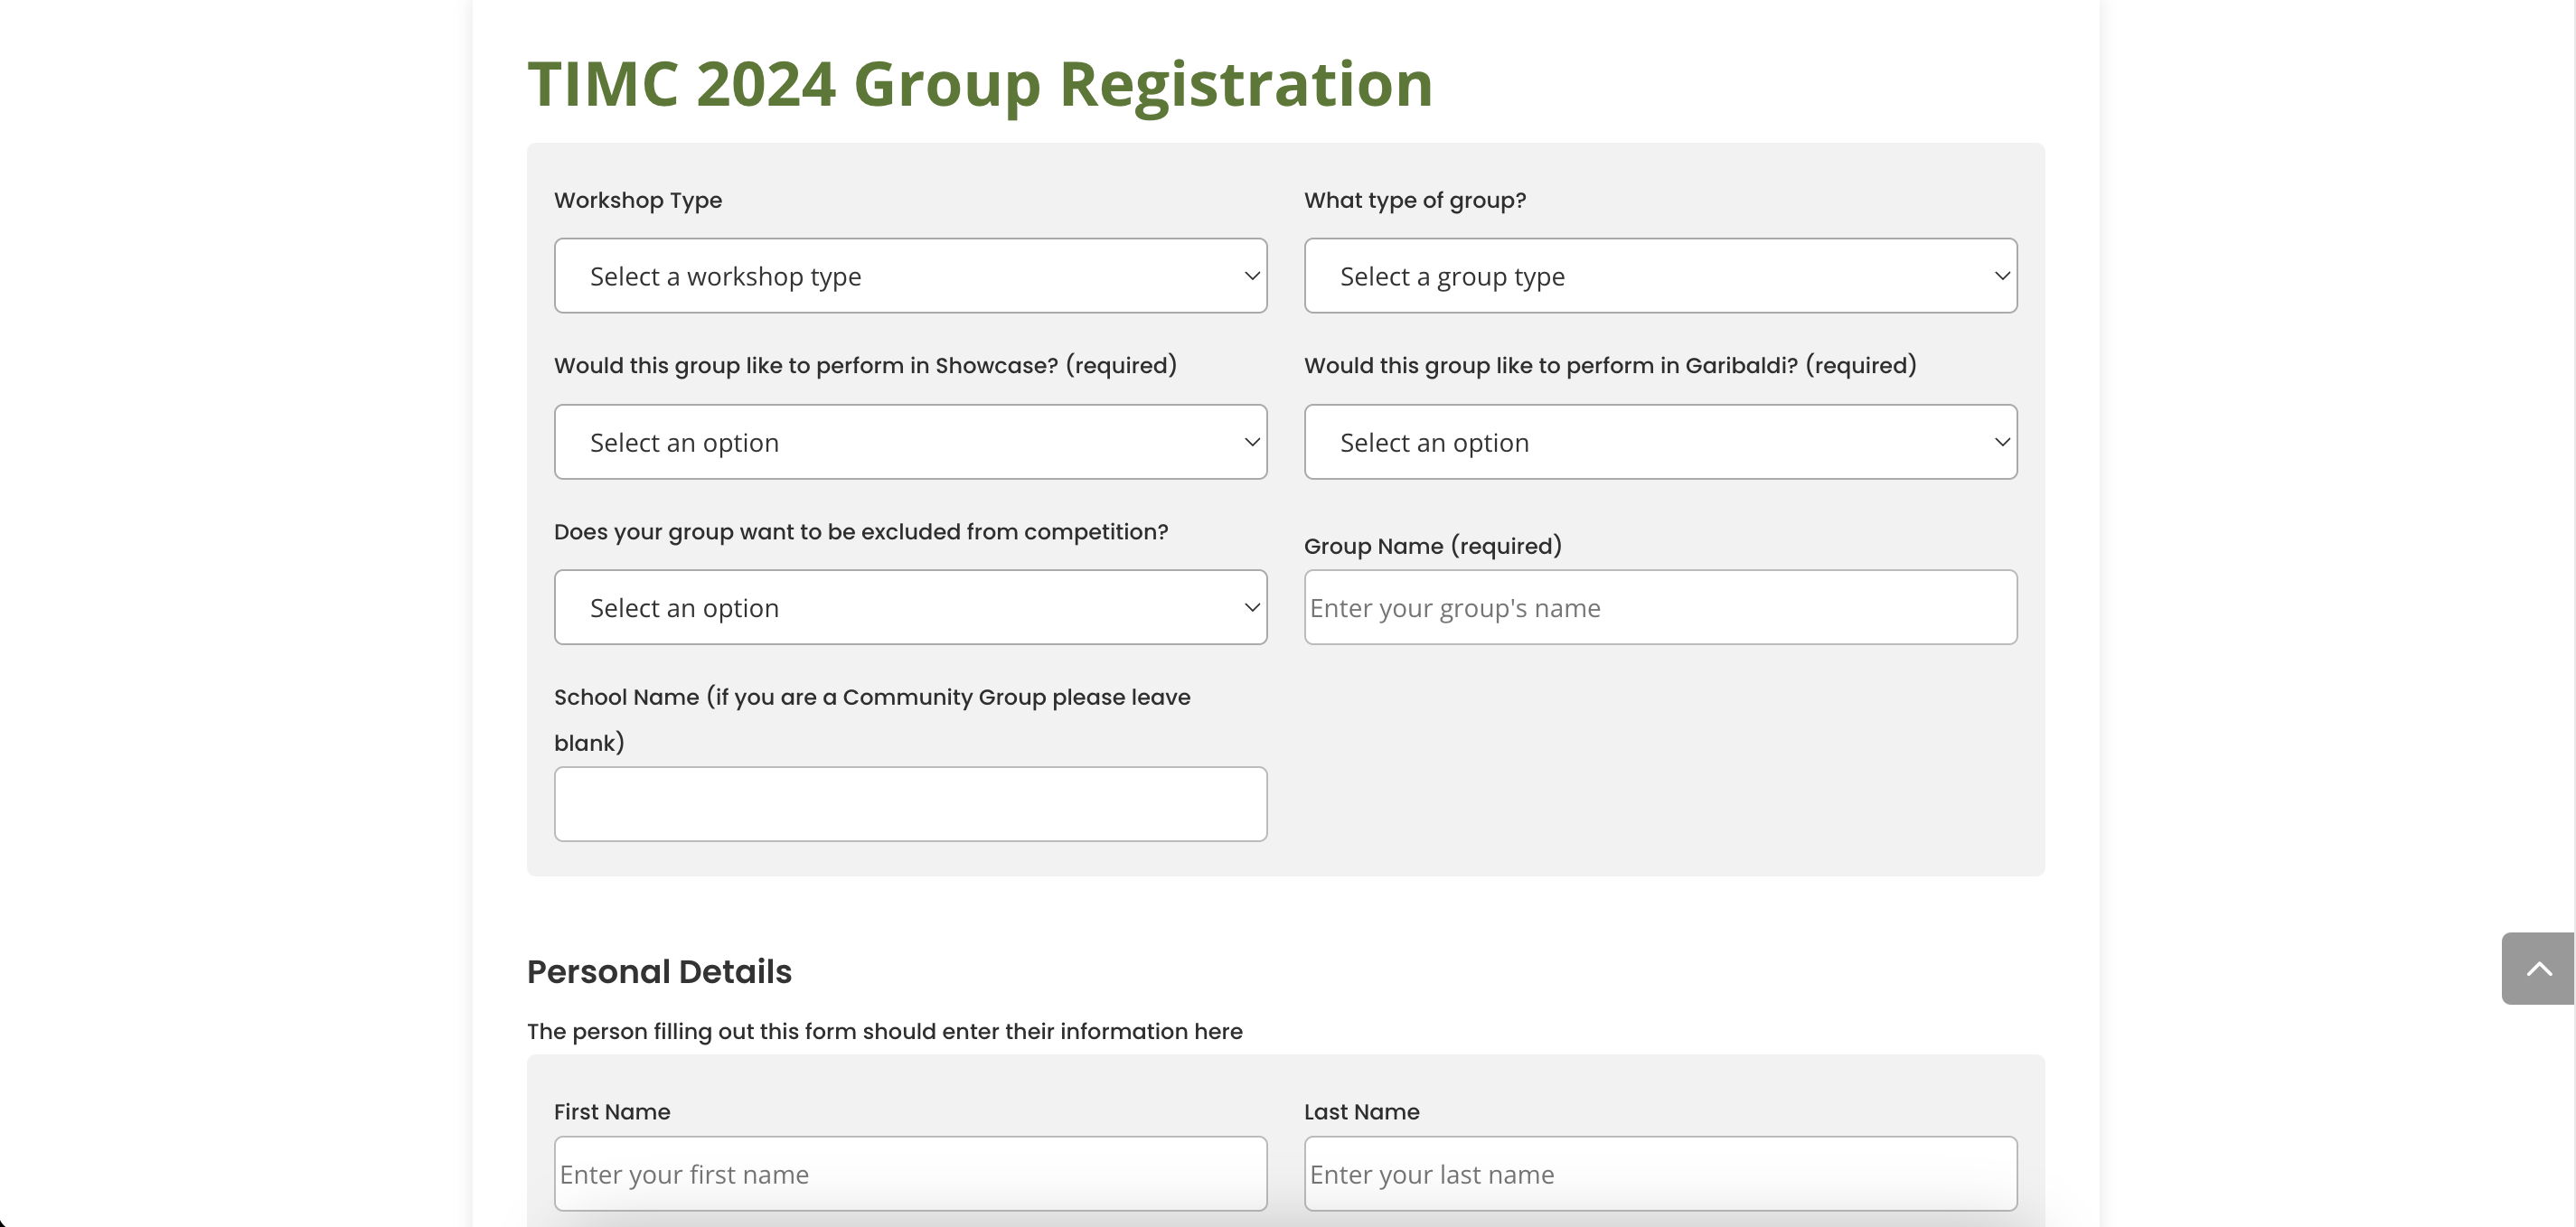 TIMC 2024 Group Registration
Workshop Type
What type of group?
Select a workshop type
Select a group type
Would this group like to perform in Showcase? (required)
Would this group like to perform in Garibaldi? (required)
Select an option
Select an option
Does your group want to be excluded from competition?
Group Name (required)
Select an option
Enter your group's name
School Name (if you are a Community Group please leave
blank)
Personal Details
The person filling out this form should enter their information here
First Name
Last Name
Enter your first name
Enter your last name